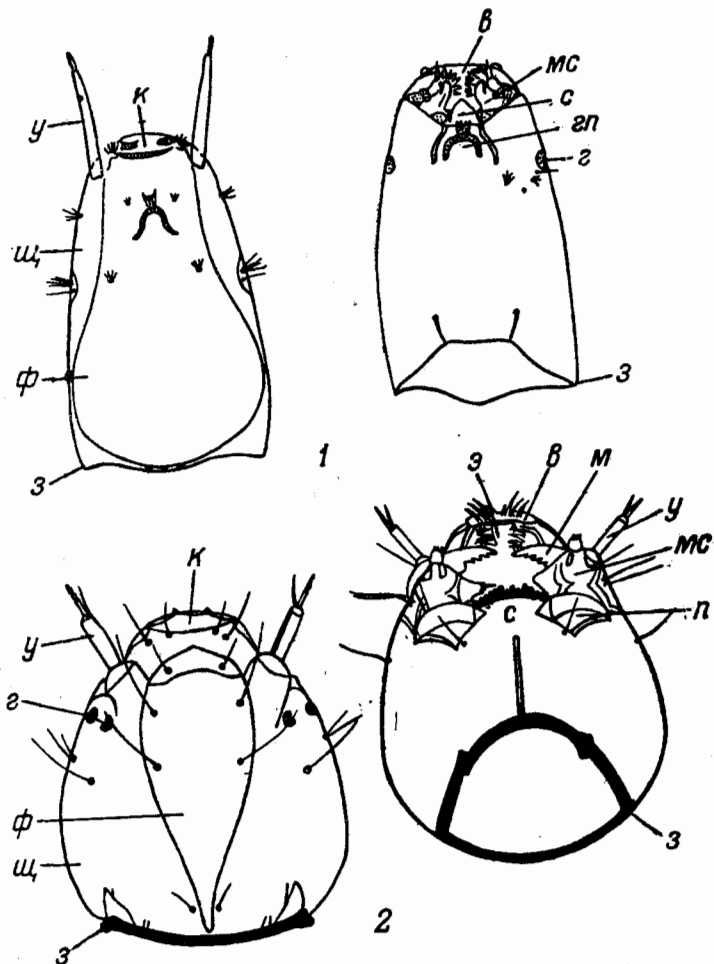 в
к
мс
у
с
гп
г
щ
ф
з
з
1
э
в
м
у
к
мс
у
п
с
г
ф
щ
з
з
2